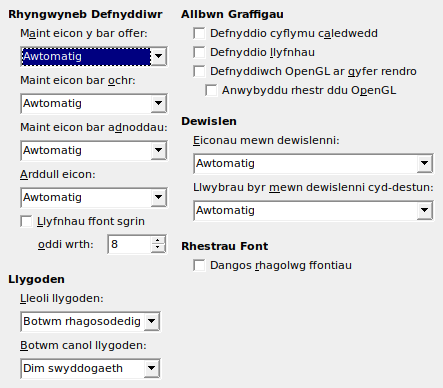 Rhyngwyneb Defnyddiwr
Maint eicon y bar offer:
Awtomatig
Maint eicon bar ochr:
Awtomatig
Maint eicon bar adnoddau:
Awtomatig
Arddull eicon:
Awtomatig
Llyfnhau ffont sgrin
oddi wrth: 8
Llygoden
Lleoli llygoden:
Botwm rhagosodedig
Botwm canol llygoden:
Dim swyddogaeth
Allbwn Graffigau
Defnyddio cyflymu caledwedd
Defnyddio llyfnhau
Defnyddiwch OpenGL ar gyfer rendro
Anwybyddu rhestr ddu OpenGL
Dewislen
Eiconau mewn dewislenni:
Awtomatig
Llwybrau byr mewn dewislenni cyd-destun:
Awtomatig
Rhestrau Font
Dangos rhagolwg ffontiau